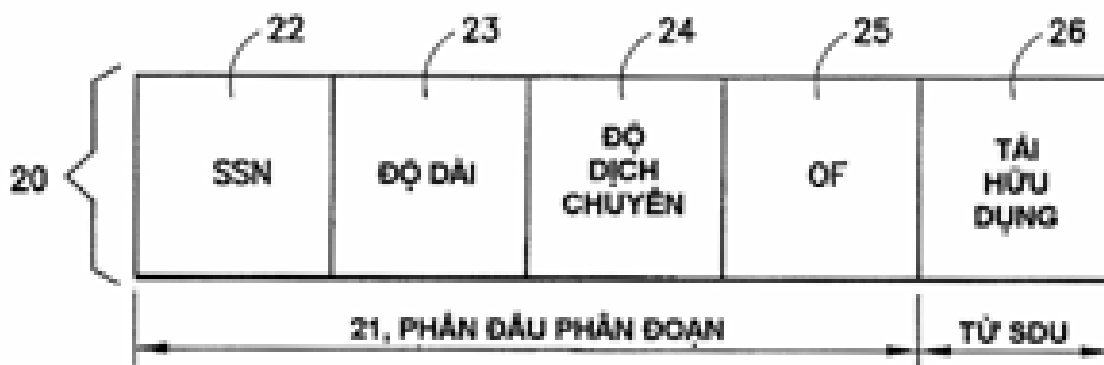 22 23 24 25 26
20
SSN
ĐỘ DÀI
ĐỘ
DỊCH
CHUYỂN
OF
TẢI
HỮU
DỤNG
21, PHẦN ĐẦU PHÂN ĐOẠN
TỪ SDU